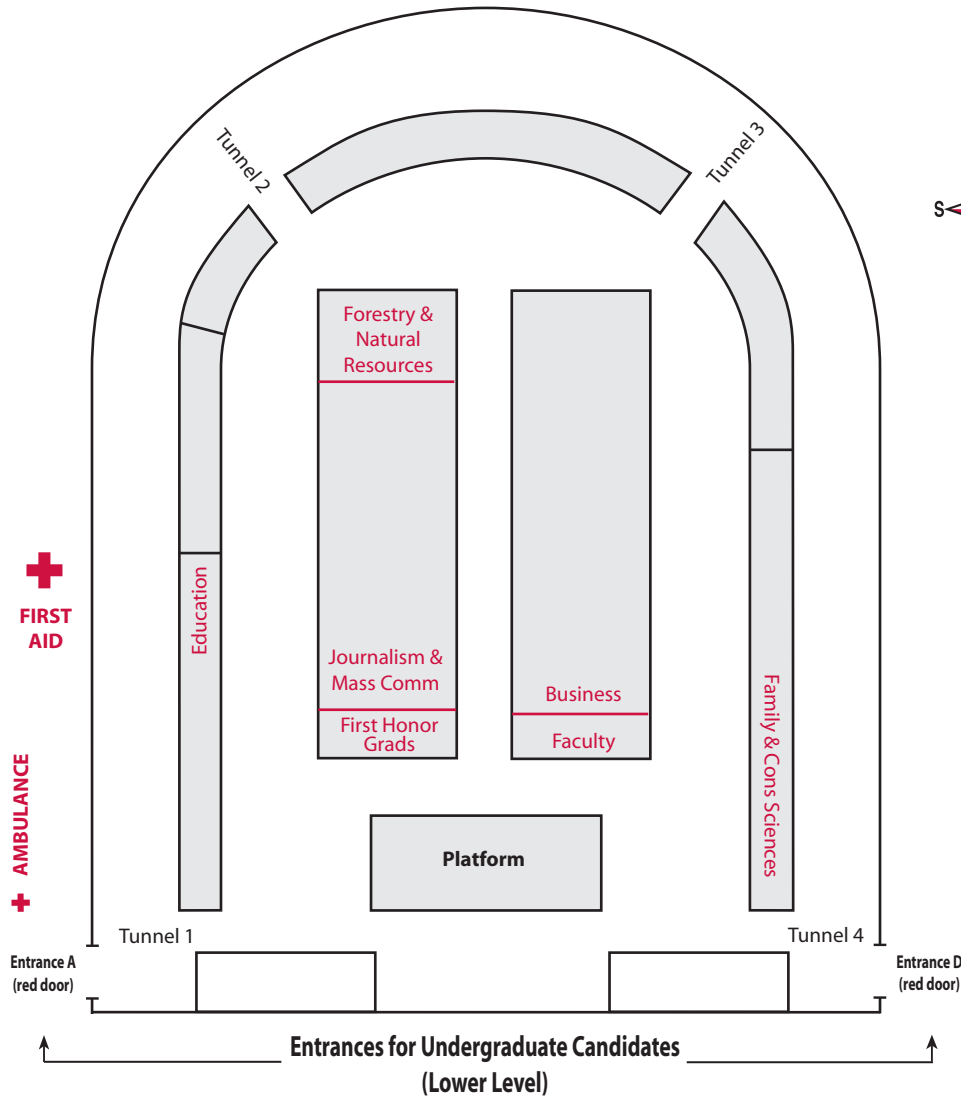 Tunnel 2
Tunnel 3
S
Forestry &
Natural
Resources
Education
FIRST
AID
Journalism &
Mass Comm
First Honor
Grads
Business
Faculty
Family & Cons Sciences
AMBULANCE
Platform
Tunnel 1
Tunnel 4
Entrance A
(red door)
Entrance D
(red door)
Entrances for Undergraduate Candidates
(Lower Level)